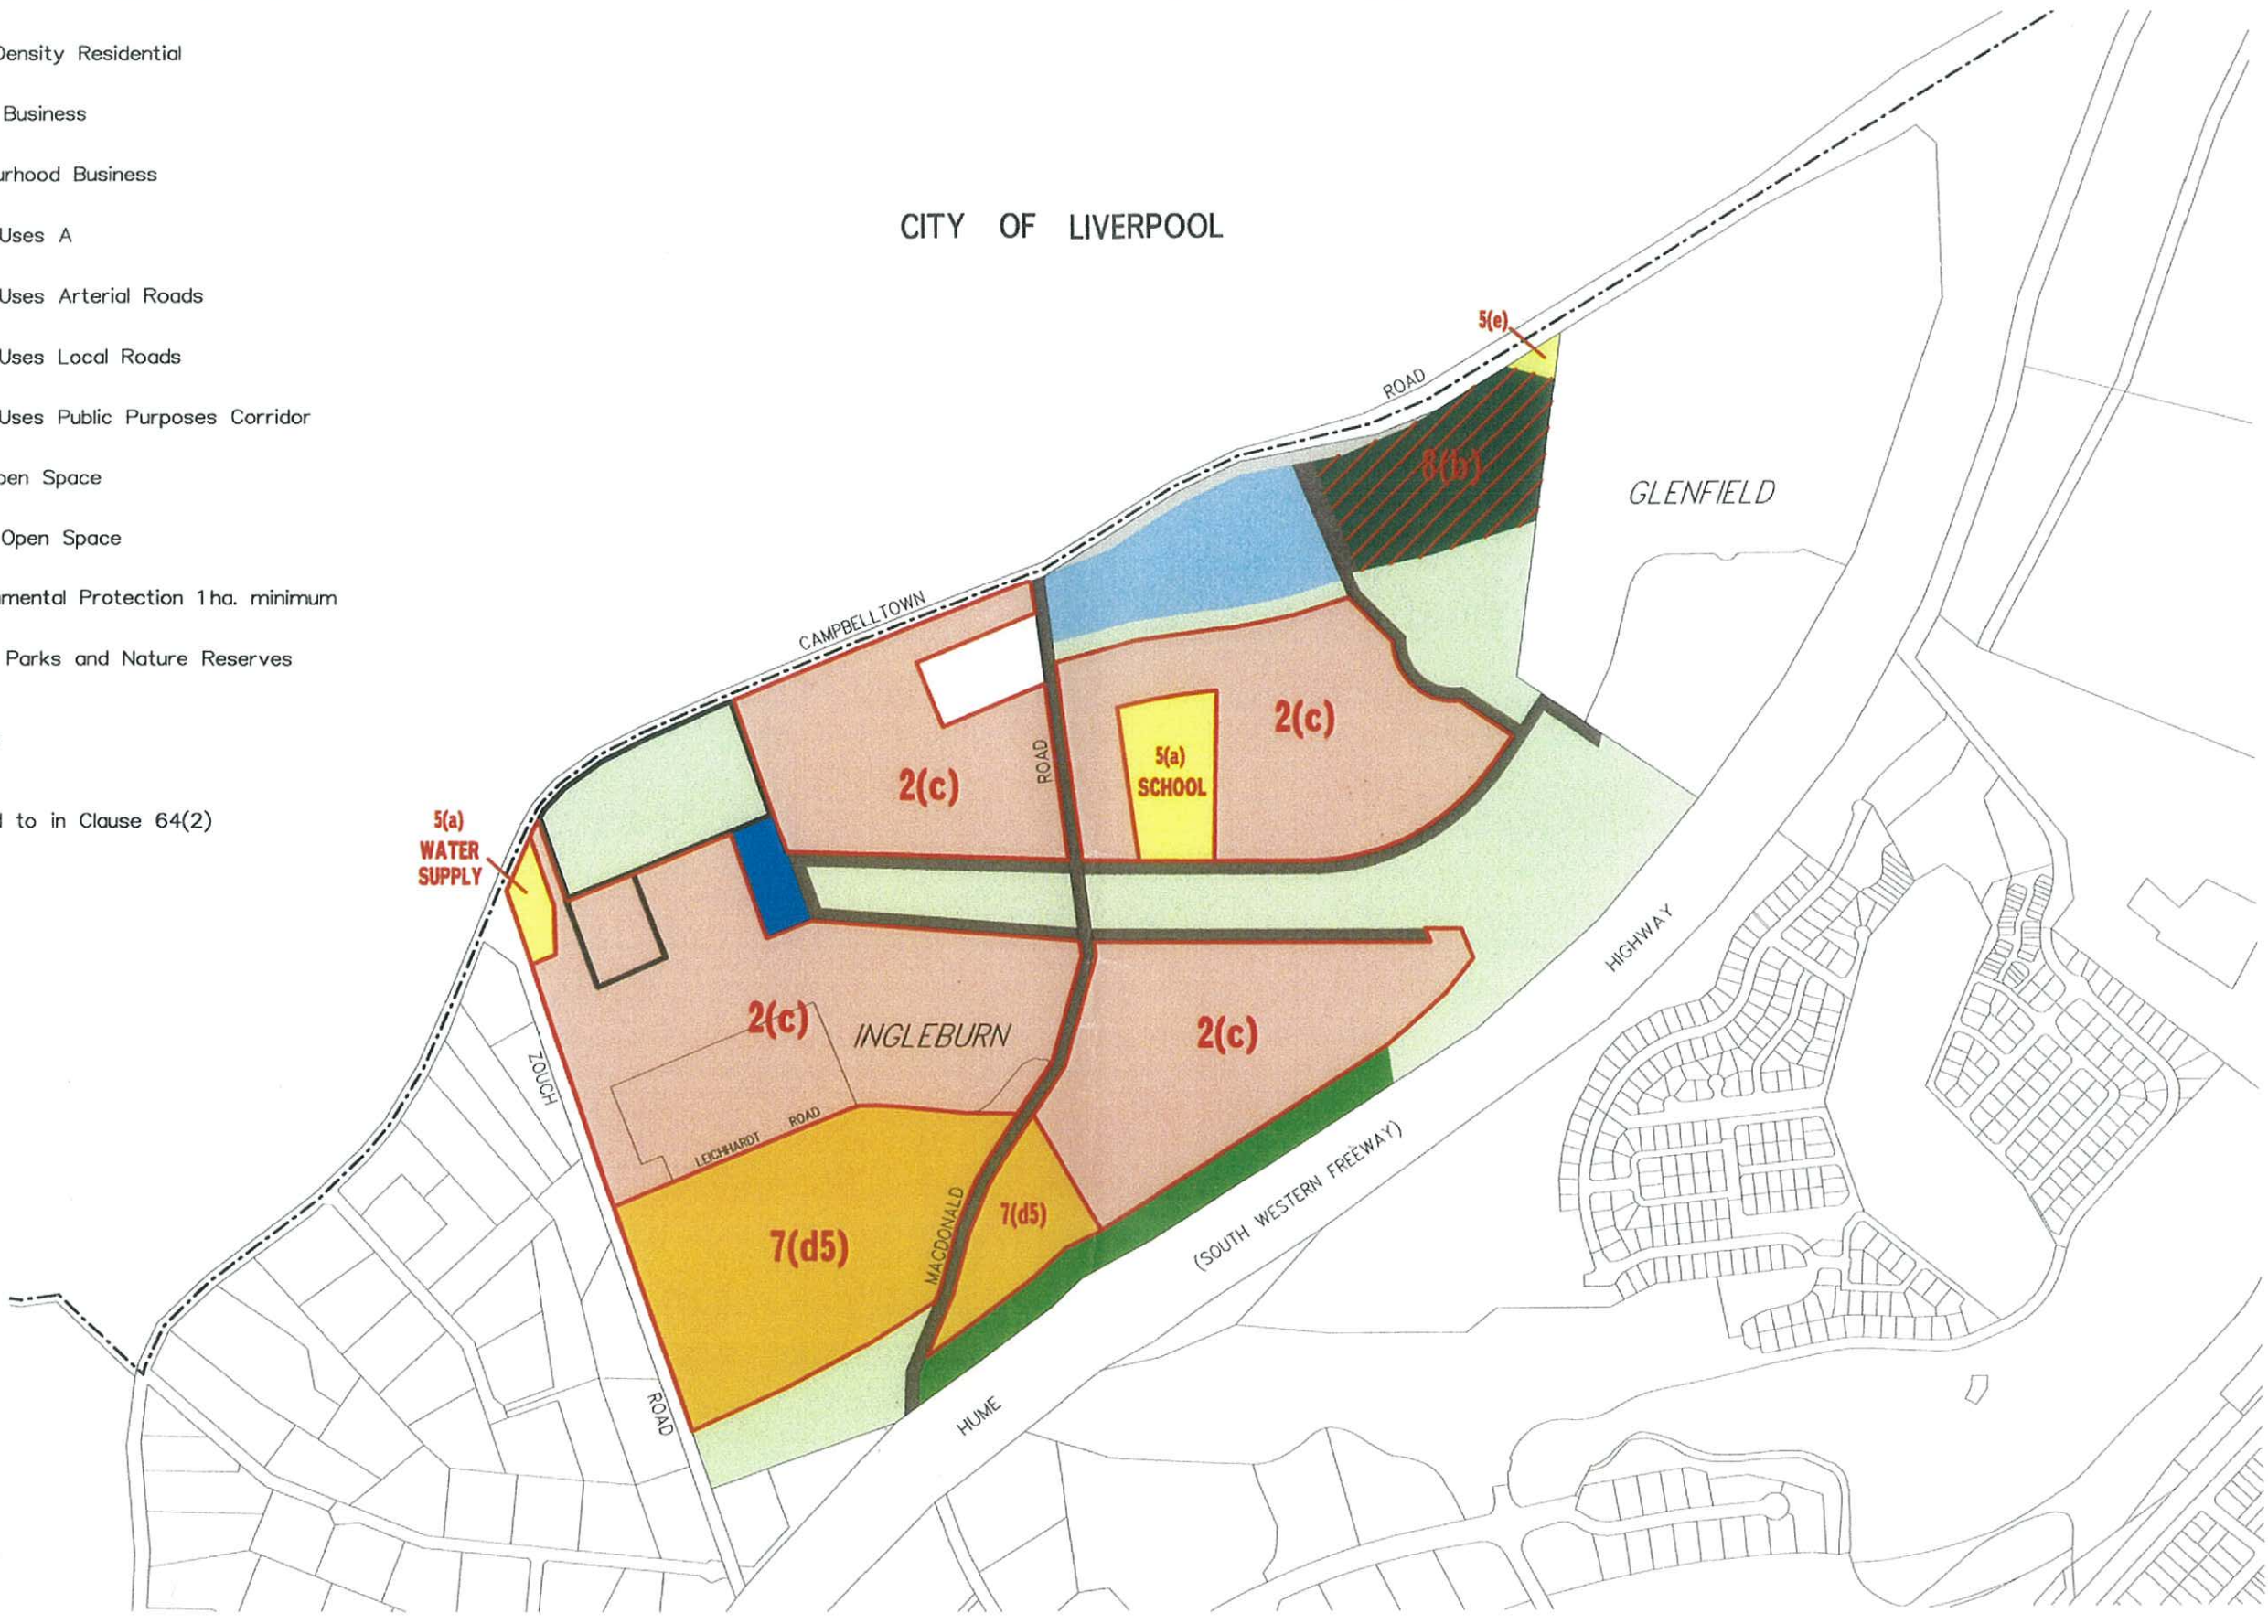 Density Residential
Business
urhood Business
Uses A
Uses Arterial Roads
Uses Local Roads
Uses Public Purposes Corridor
pen Space
Open Space
mental Protection 1ha. minimum
Parks and Nature Reserves
d to in Clause 64(2)
CITY OF LIVERPOOL
5(e)
ROAD
8(b)
GLENFIELD
CAMPBELLTOWN
2(c)
ROAD
2(c)
5(a)
SCHOOL
5(a)
WATER
SUPPLY
HIGHWAY
2(c)
INGLEBURN
2(c)
ZOUCH
LEICHHARDT ROAD
(SOUTH WESTERN FREEWAY)
MACDONALD
7(d5)
7(d5)
ROAD
HUME